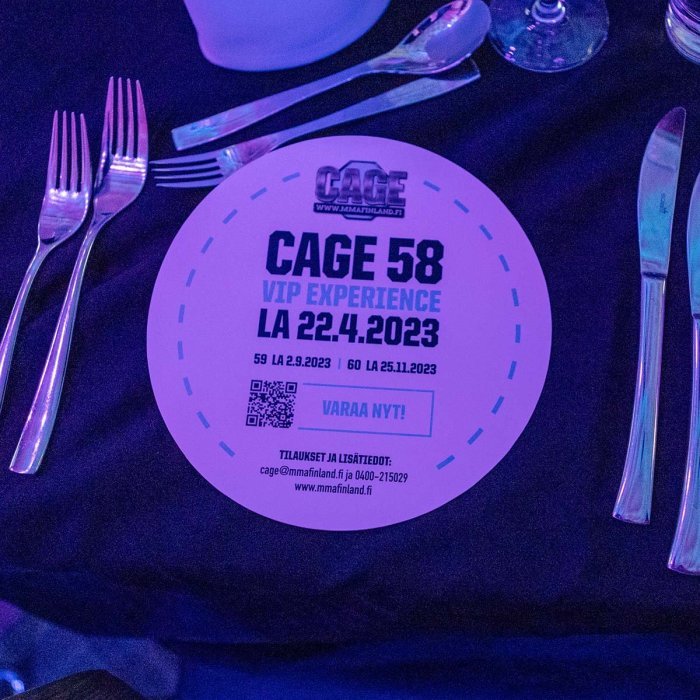 CAGE
WWW.MMAFINLAND.FI
CAGE 58
VIP EXPERIENCE
LA 22.4.2023
59 LA 2.9.2023 | 60 LA 25.11.2023
VARAA NYT!
TILAUKSET JA LISÄTIEDOT:
cage@mmafinland.fi ja 0400-215029
www.mmafinland.fi